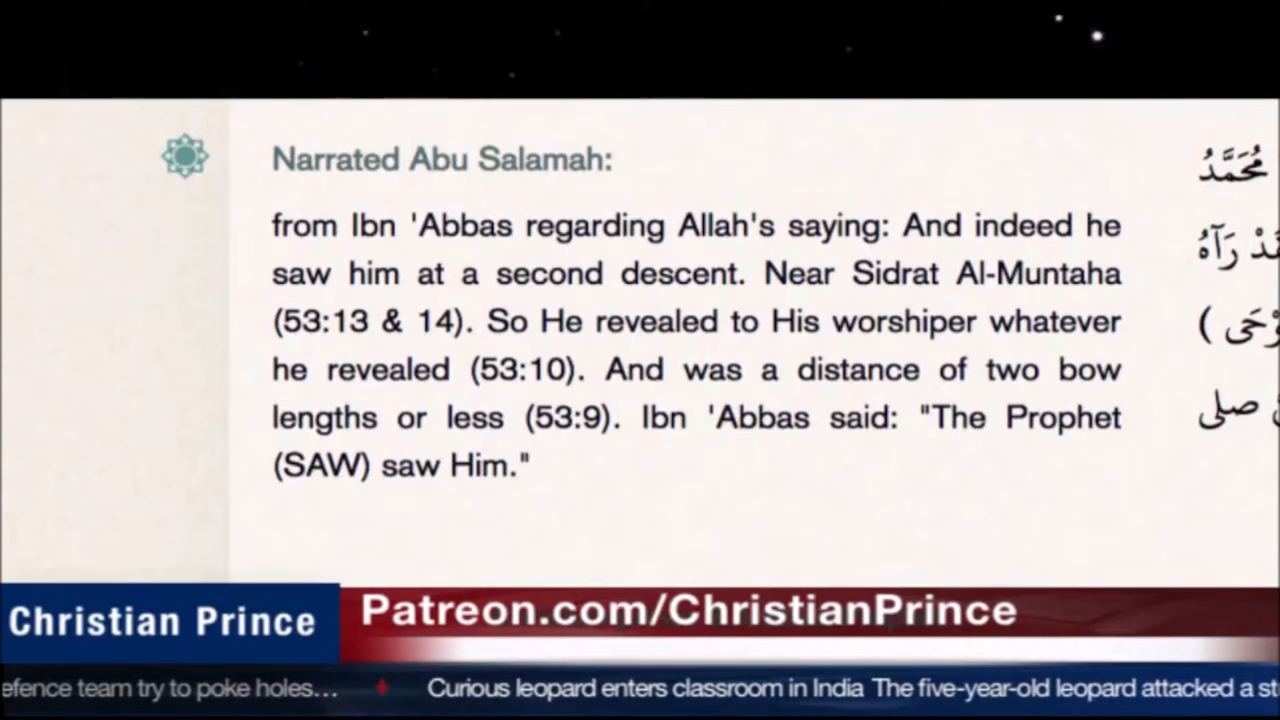 Narrated Abu Salamah:
from Ibn 'Abbas regarding Allah's saying: And indeed he
saw him at a second descent. Near Sidrat Al-Muntaha
(53:13 & 14). So He revealed to His worshiper whatever
he revealed (53:10). And was a distance of two bow
lengths or less (53:9). Ibn 'Abbas said: "The Prophet
(SAW) saw Him."
مُحَمَّدُ
رَآهُ
صلى
Christian Prince
Patreon.com/ChristianPrince
efence team try to poke holes... Curious leopard enters classroom in India The five-year-old leopard attacked a st